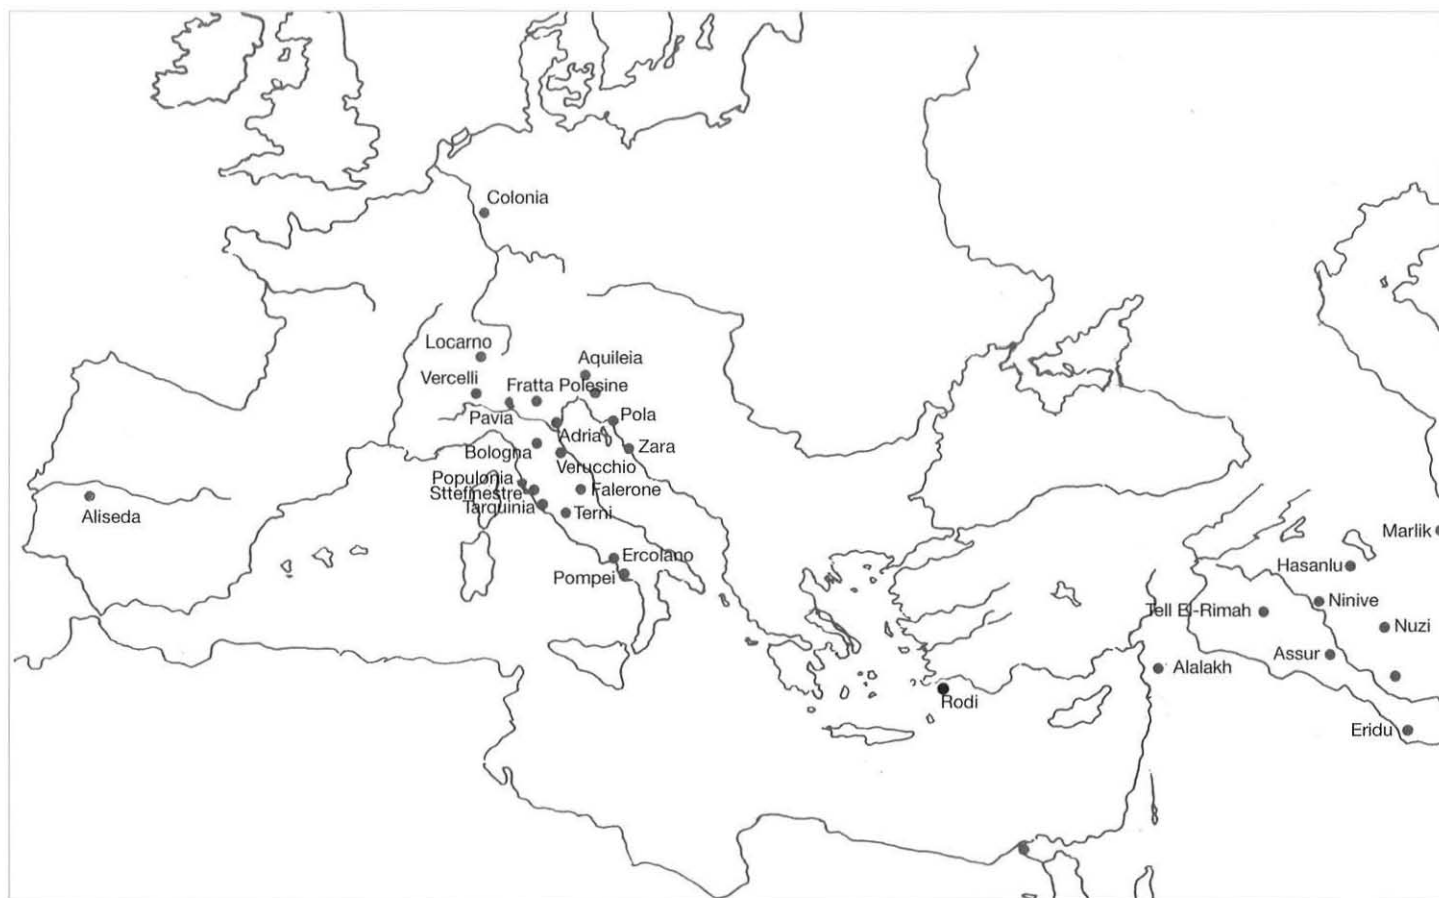 Colonia
Locarno
Aquileia
Vercelli
Fratta Polesine
Pavia
Pola
Adria
Zara
Bologna
Verucchio
Populonia
Sttefinestre
Falerone
Tarquinia
Terni
Aliseda
Ercolano
Pompei
Marlik
Hasanlu
Ninive
Tell El-Rimah
Nuzi
Assur
Alalakh
Rodi
Eridu